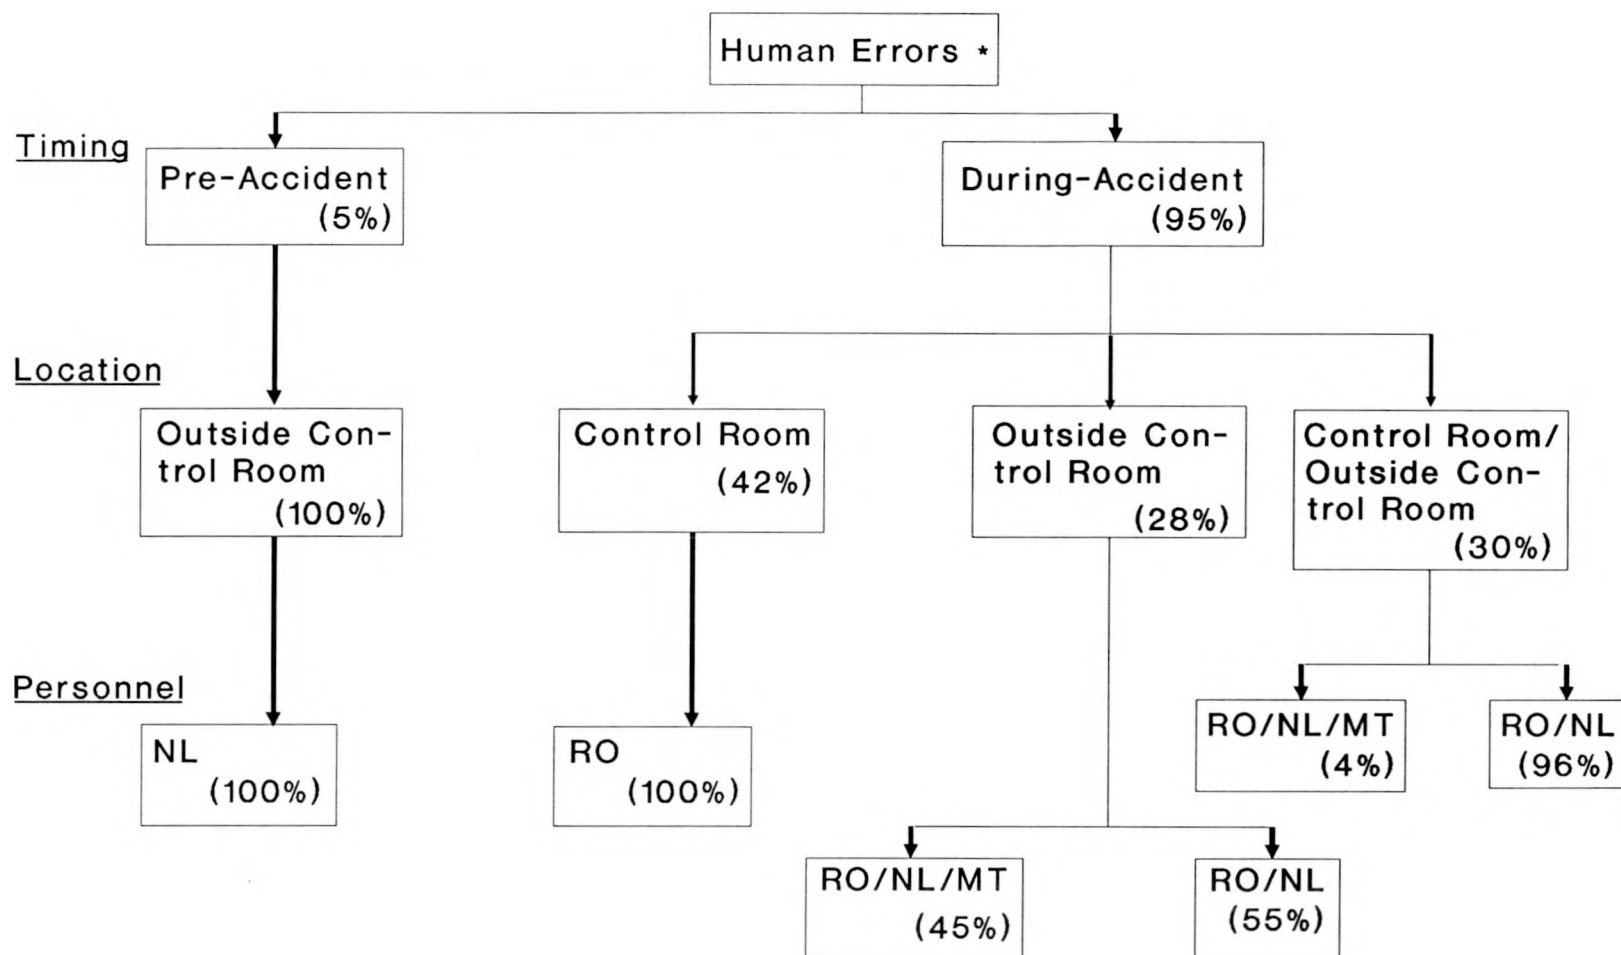 Human Errors *
Timing
Pre-Accident
(5%)
During-Accident
(95%)
Location
Outside Con-
trol Room
(100%)
Control Room
(42%)
Outside Con-
trol Room
(28%)
Control Room/
Outside Con-
trol Room
(30%)
Personnel
NL
(100%)
RO
(100%)
RO/NL/MT
(4%)
RO/NL
(96%)
RO/NL/MT
(45%)
RO/NL
(55%)